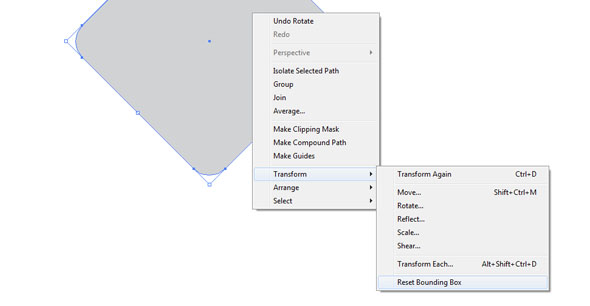 Undo Rotate
Redo
Perspective
Isolate Selected Path
Group
Join
Average...
Make Clipping Mask
Make Compound Path
Make Guides
Transform
Arrange
Select
Transform Again Ctrl+D
Move... Shift+Ctrl+M
Rotate...
Reflect...
Scale...
Shear...
Transform Each... Alt+Shift+Ctrl+D
Reset Bounding Box